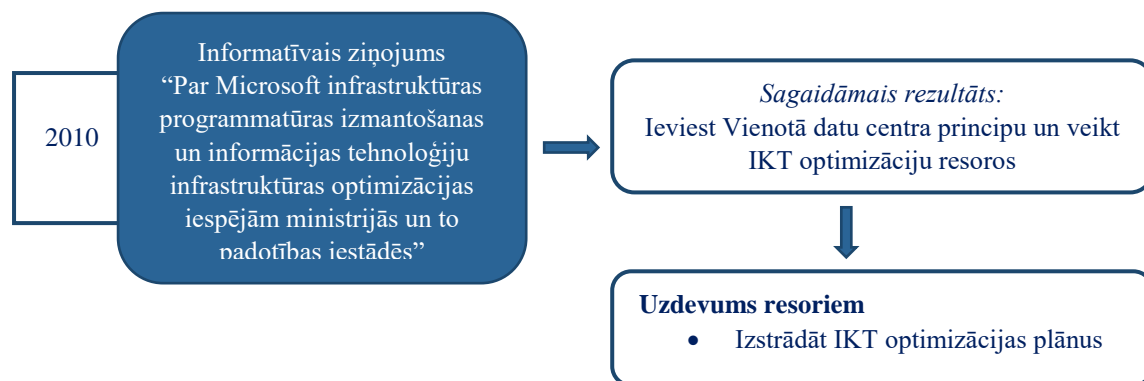 2010
Informatīvais ziņojums
“Par Microsoft infrastruktūras
programmatūras izmantošanas
un informācijas tehnoloģiju
infrastruktūras optimizācijas
iespējām ministrijās un to
padotības iestādēs”
Sagaidāmais rezultāts:
Ieviest Vienotā datu centra principu un veikt
IKT optimizāciju resoros
Uzdevums resoriem
• Izstrādāt IKT optimizācijas plānus